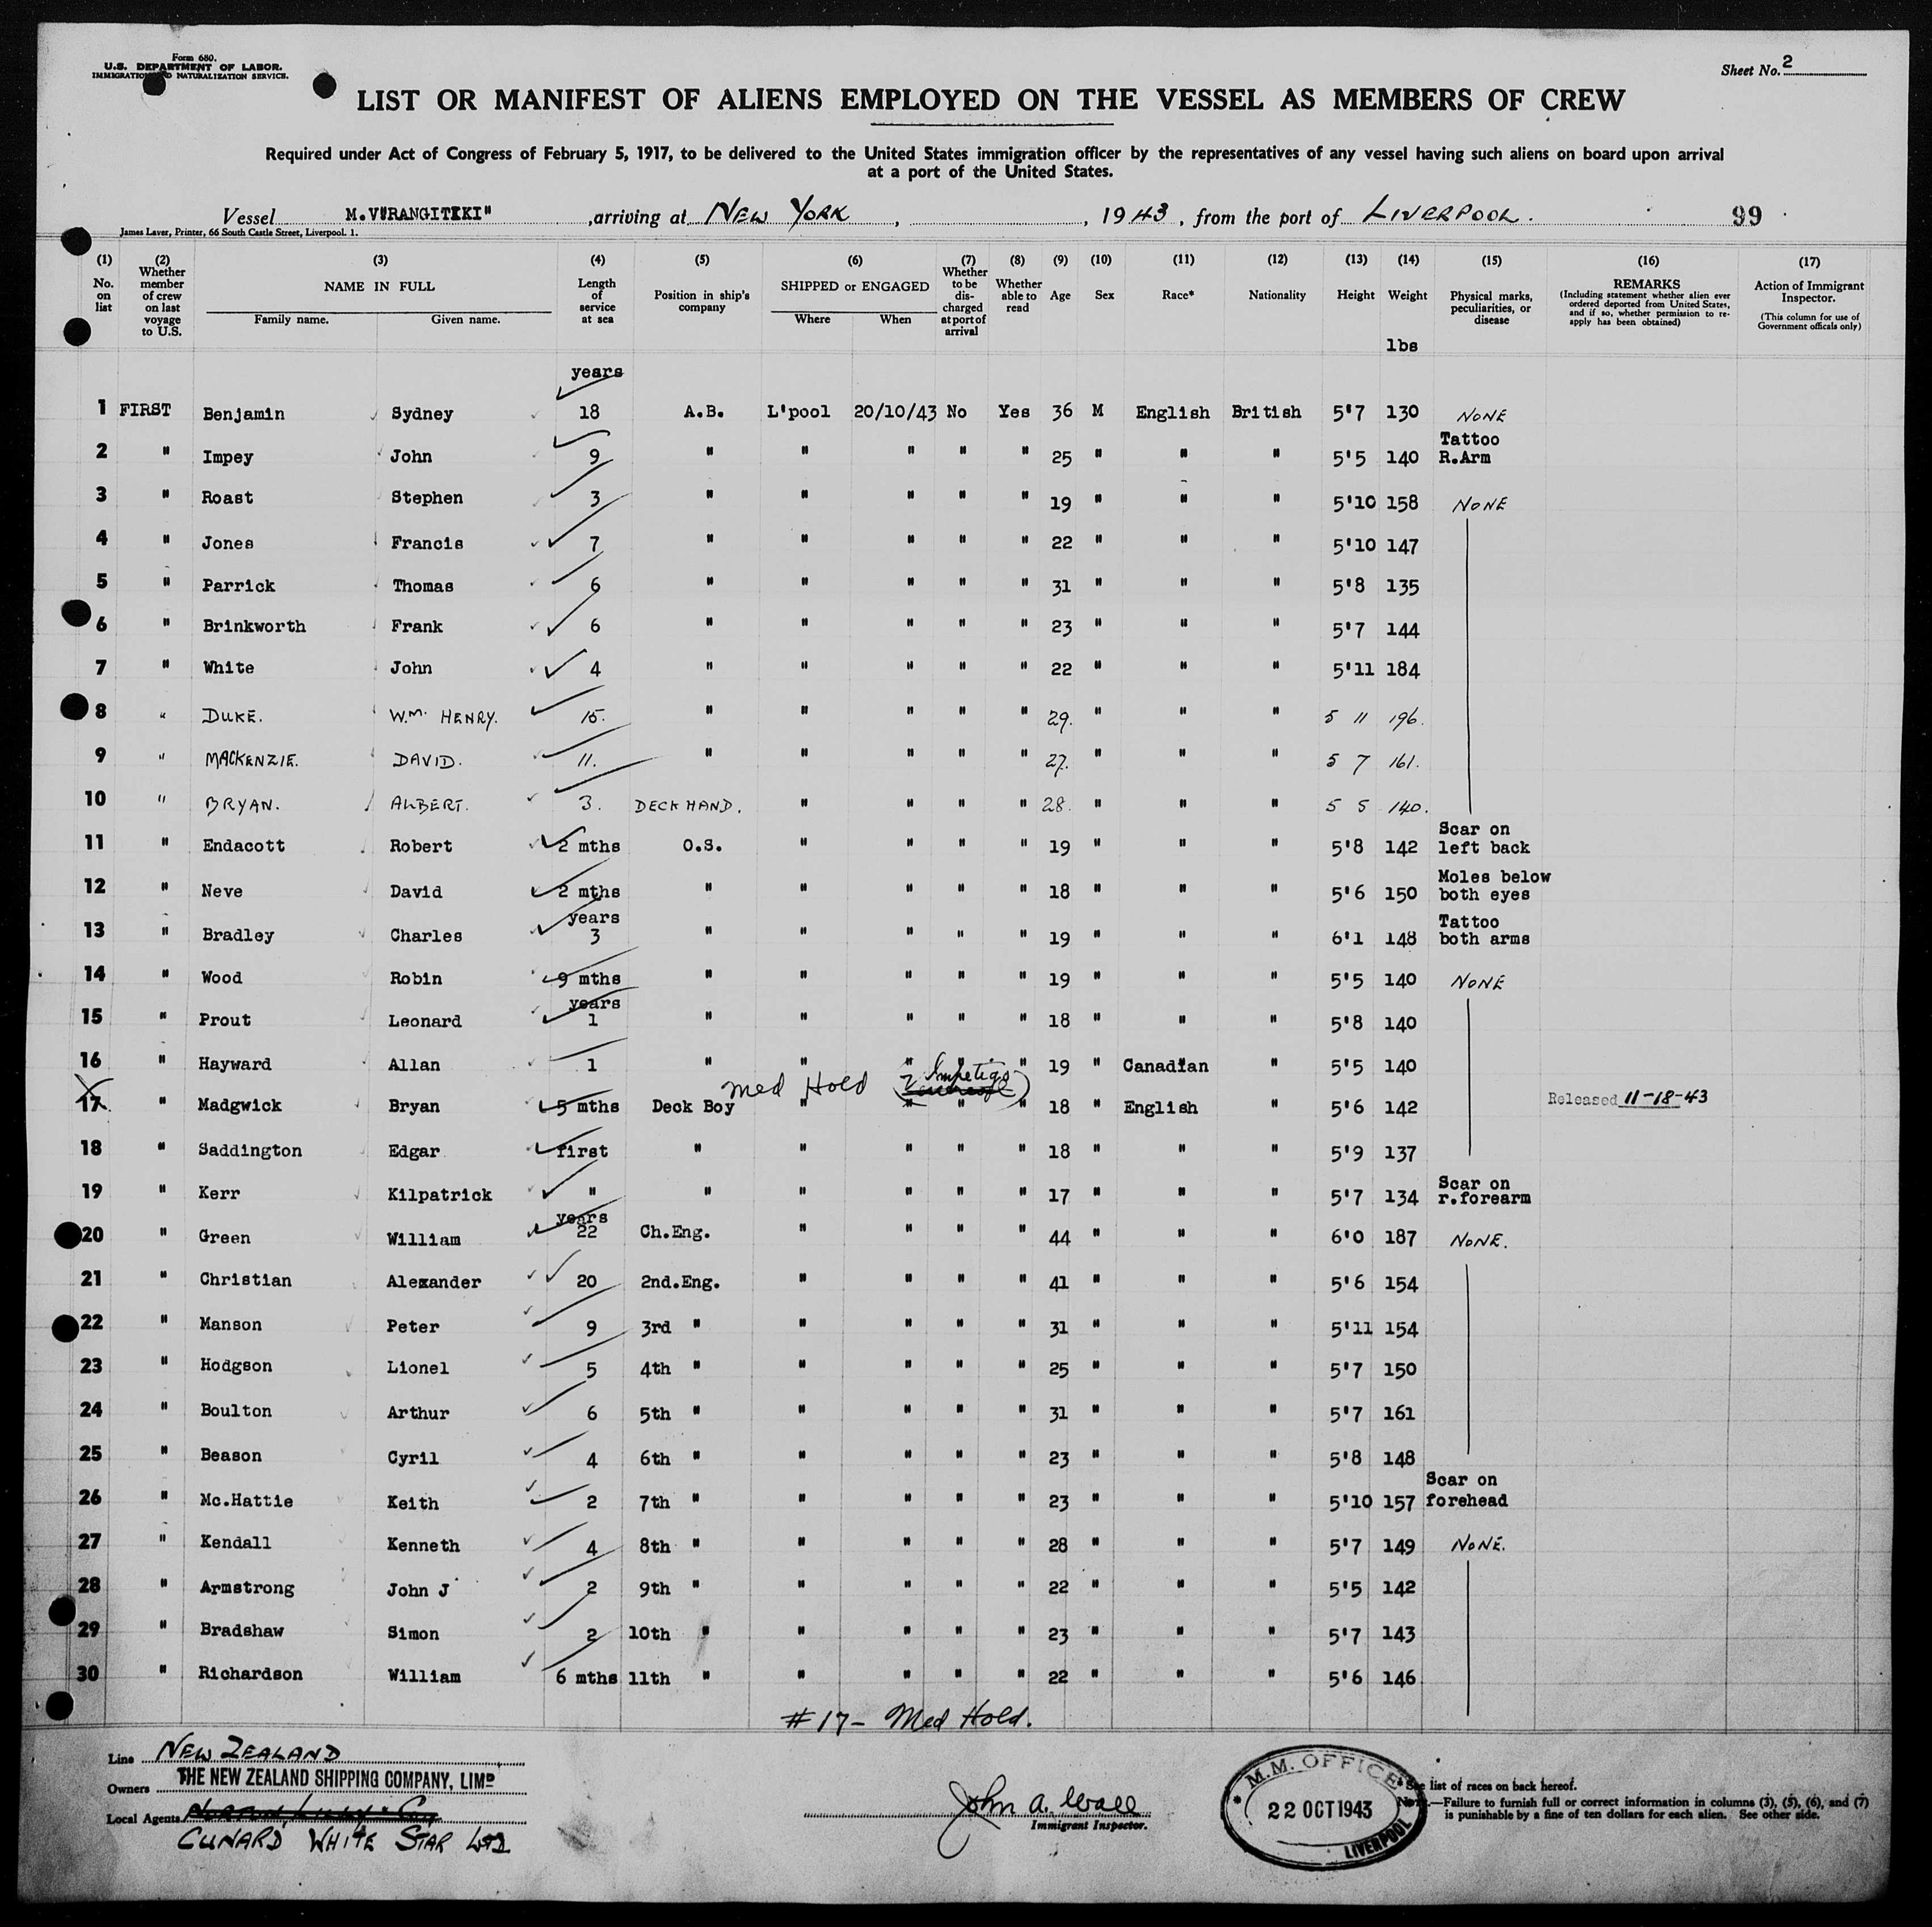 Form 680.
U.S. DEPARTMENT OF LABOR.
IMMIGRATION AND NATURALIZATION SERVICE.
Sheet No. 2
LIST OR MANIFEST OF ALIENS EMPLOYED ON THE VESSEL AS MEMBERS OF CREW
Required under Act of Congress of February 5, 1917, to be delivered to the United States immigration officer by the representatives of any vessel having such aliens on board upon arrival
at a port of the United States.
Vessel M.V"RANGITIKI" ,arriving at NEW YORK , , 1943, from the port of LIVERPOOL. 99
James Laver, Printer, 66 South Castle Street, Liverpool. 1.
(1) No. on list (2) Whether member of crew on last voyage to U.S. (3) NAME IN FULL Family name. Given name. (4) Length of service at sea (5) Position in ship's company (6) SHIPPED or ENGAGED Where When (7) Whether to be discharged at port of arrival (8) Whether able to read (9) Age (10) Sex (11) Race* (12) Nationality (13) Height (14) Weight (15) Physical marks, peculiarities, or disease (16) REMARKS (Including statement whether alien ever ordered deported from United States, and if so, whether permission to re-apply has been obtained) (17) Action of Immigrant Inspector. (This column for use of Government officals only)
lbs
years
1 FIRST Benjamin Sydney 18 A.B. L'pool 20/10/43 No Yes 36 M English British 5'7 130 NONE
2 " Impey John 9 " " " " " 25 " " " 5'5 140 Tattoo R.Arm
3 " Roast Stephen 3 " " " " " 19 " " " 5'10 158 NONE
4 " Jones Francis 7 " " " " " 22 " " " 5'10 147
5 " Parrick Thomas 6 " " " " " 31 " " " 5'8 135
6 " Brinkworth Frank 6 " " " " " 23 " " " 5'7 144
7 " White John 4 " " " " " 22 " " " 5'11 184
8 " DUKE. WM. HENRY. 15. " " " " " 29. " " " 5 11 196.
9 " MACKENZIE. DAVID. 11. " " " " " 27. " " " 5 7 161.
10 " BRYAN. ALBERT. 3. DECK HAND. " " " " 28. " " " 5 5 140.
11 " Endacott Robert 2 mths O.S. " " " " 19 " " " 5'8 142 Scar on left back
12 " Neve David 2 mths " " " " " 18 " " " 5'6 150 Moles below both eyes
13 " Bradley Charles years 3 " " " " " 19 " " " 6'1 148 Tattoo both arms
14 " Wood Robin 9 mths " " " " " 19 " " " 5'5 140 NONE
15 " Prout Leonard years 1 " " " " " 18 " " " 5'8 140
16 " Hayward Allan 1 " " " " " 19 " Canadian " 5'5 140
Med Hold (Impetigo)
17 " Madgwick Bryan 5 mths Deck Boy " " " " 18 " English " 5'6 142 Released 11-18-43
18 " Saddington Edgar first " " " " " 18 " " " 5'9 137
19 " Kerr Kilpatrick " " " " " " 17 " " " 5'7 134 Scar on r.forearm
20 " Green William years 22 Ch.Eng. " " " " 44 " " " 6'0 187 NONE.
21 " Christian Alexander 20 2nd.Eng. " " " " 41 " " " 5'6 154
22 " Manson Peter 9 3rd " " " " " 31 " " " 5'11 154
23 " Hodgson Lionel 5 4th " " " " " 25 " " " 5'7 150
24 " Boulton Arthur 6 5th " " " " " 31 " " " 5'7 161
25 " Beason Cyril 4 6th " " " " " 23 " " " 5'8 148
26 " Mc.Hattie Keith 2 7th " " " " " 23 " " " 5'10 157 Scar on forehead
27 " Kendall Kenneth 4 8th " " " " " 28 " " " 5'7 149 NONE.
28 " Armstrong John J 2 9th " " " " " 22 " " " 5'5 142
29 " Bradshaw Simon 2 10th " " " " " 23 " " " 5'7 143
30 " Richardson William 6 mths 11th " " " " " 22 " " " 5'6 146
#17- Med Hold.
Line NEW ZEALAND
Owners THE NEW ZEALAND SHIPPING COMPANY, LIMD
Local Agents
CUNARD WHITE STAR LTD
John A. Wall
Immigrant Inspector.
M.M. OFFICE
22 OCT 1943
LIVERPOOL
* See list of races on back hereof.
NOTE.—Failure to furnish full or correct information in columns (3), (5), (6), and (7)
is punishable by a fine of ten dollars for each alien. See other side.